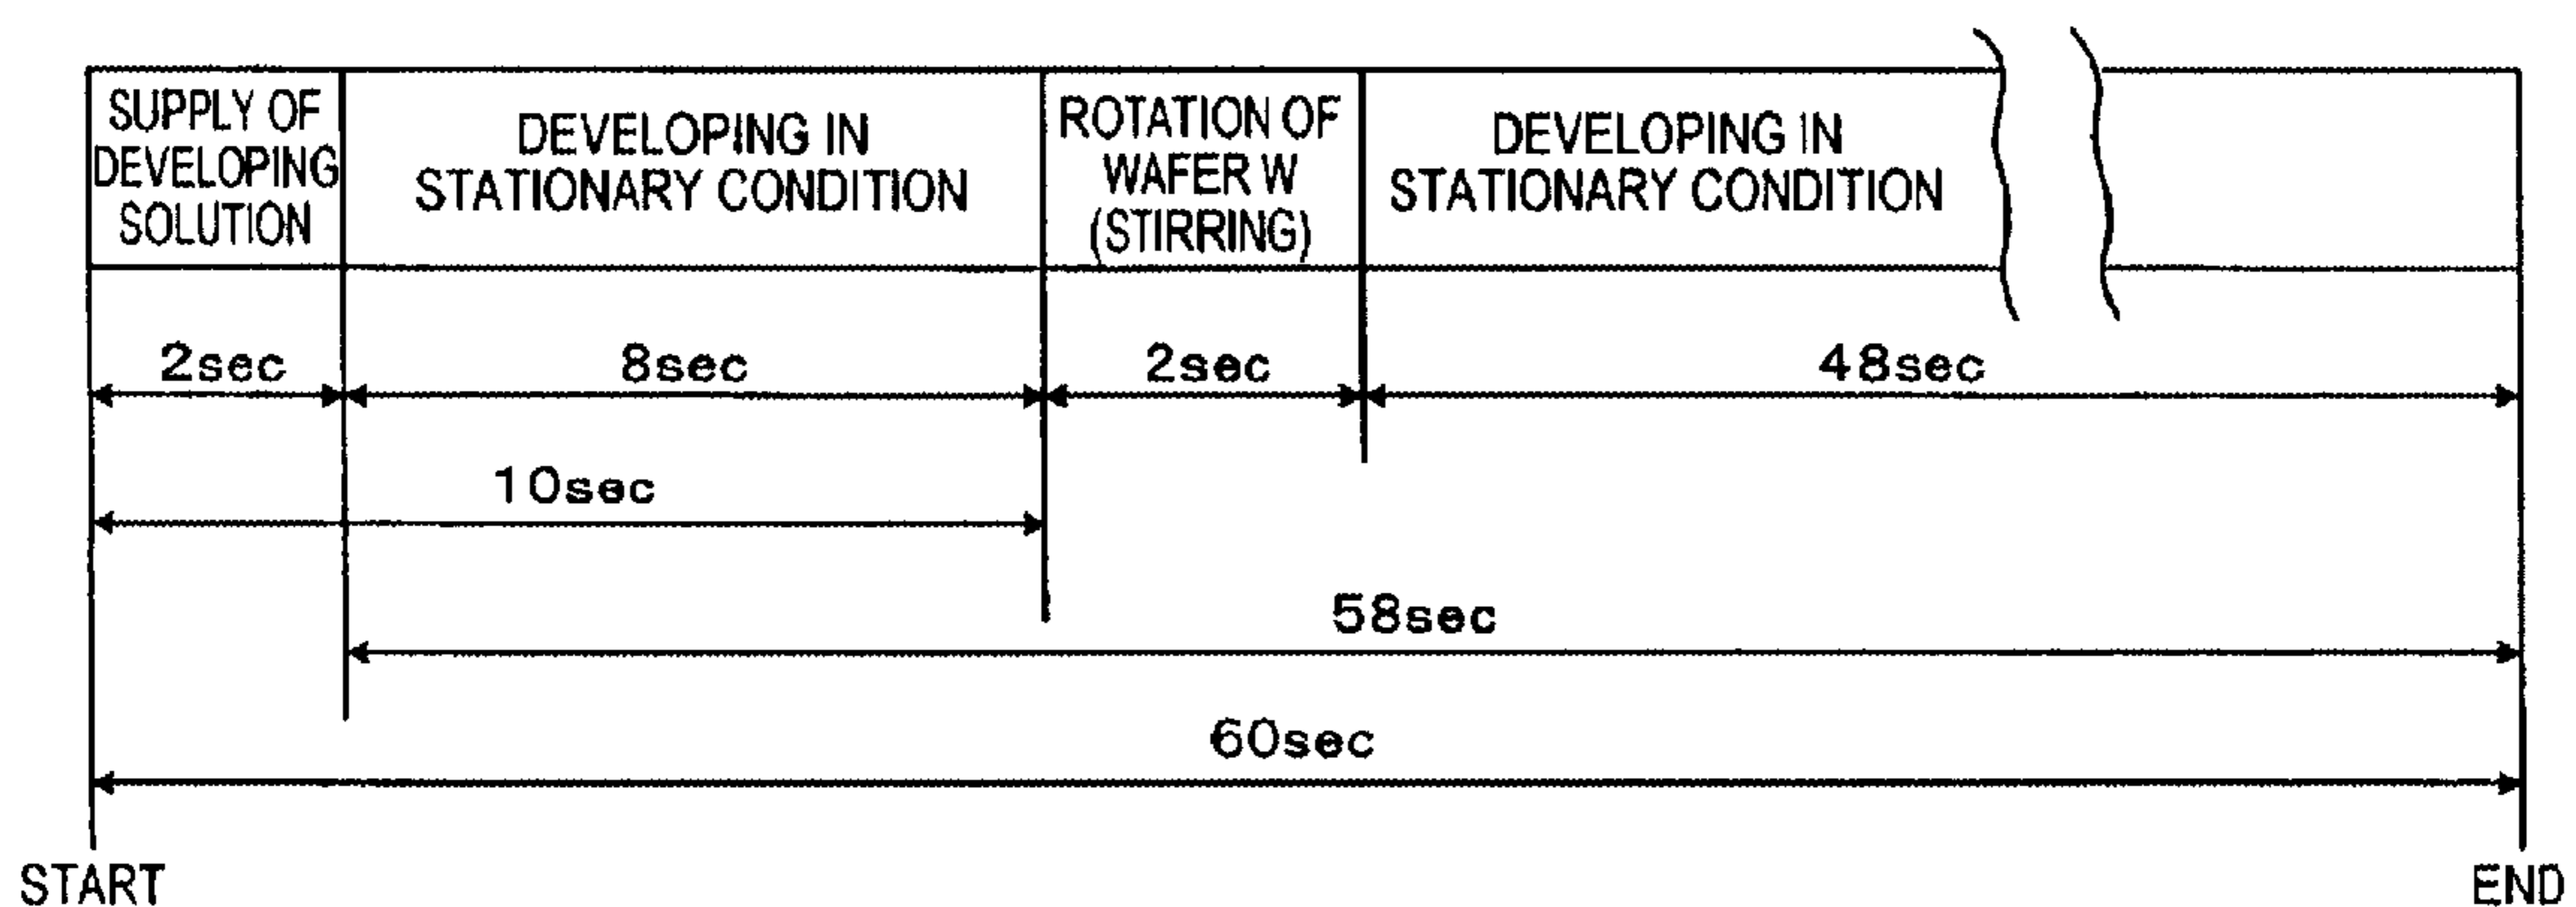 SUPPLY OF
DEVELOPING
SOLUTION
DEVELOPING IN
STATIONARY CONDITION
ROTATION OF
WAFER W
(STIRRING)
DEVELOPING IN
STATIONARY CONDITION
2sec
8sec
2sec
48sec
10sec
58sec
60sec
START
END